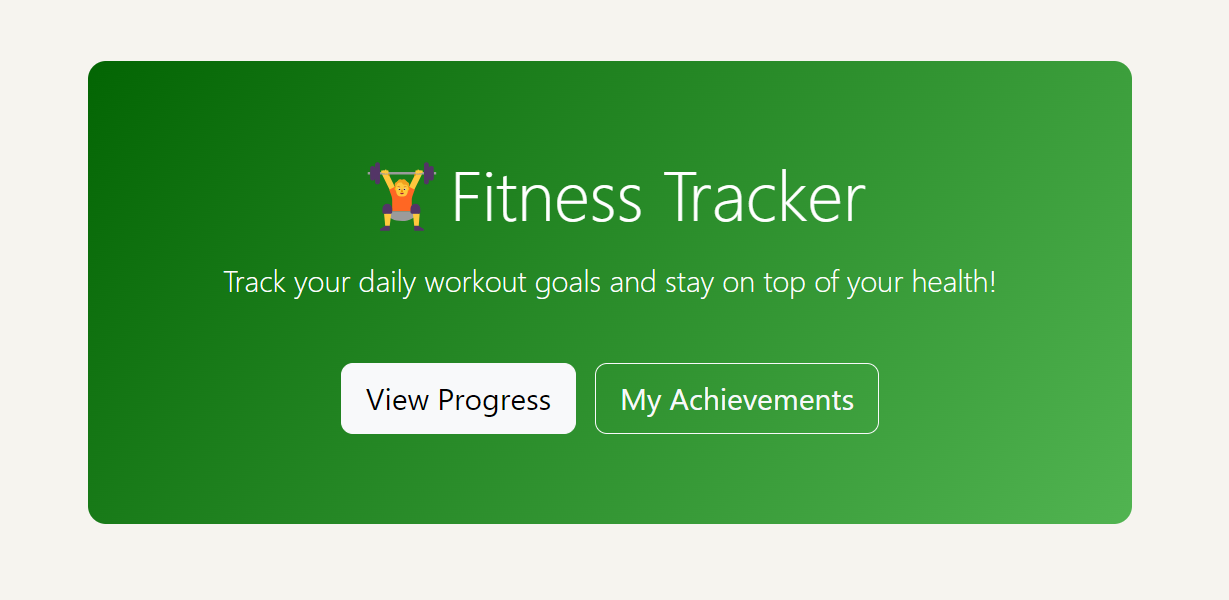 Fitness Tracker
Track your daily workout goals and stay on top of your health!
View Progress
My Achievements